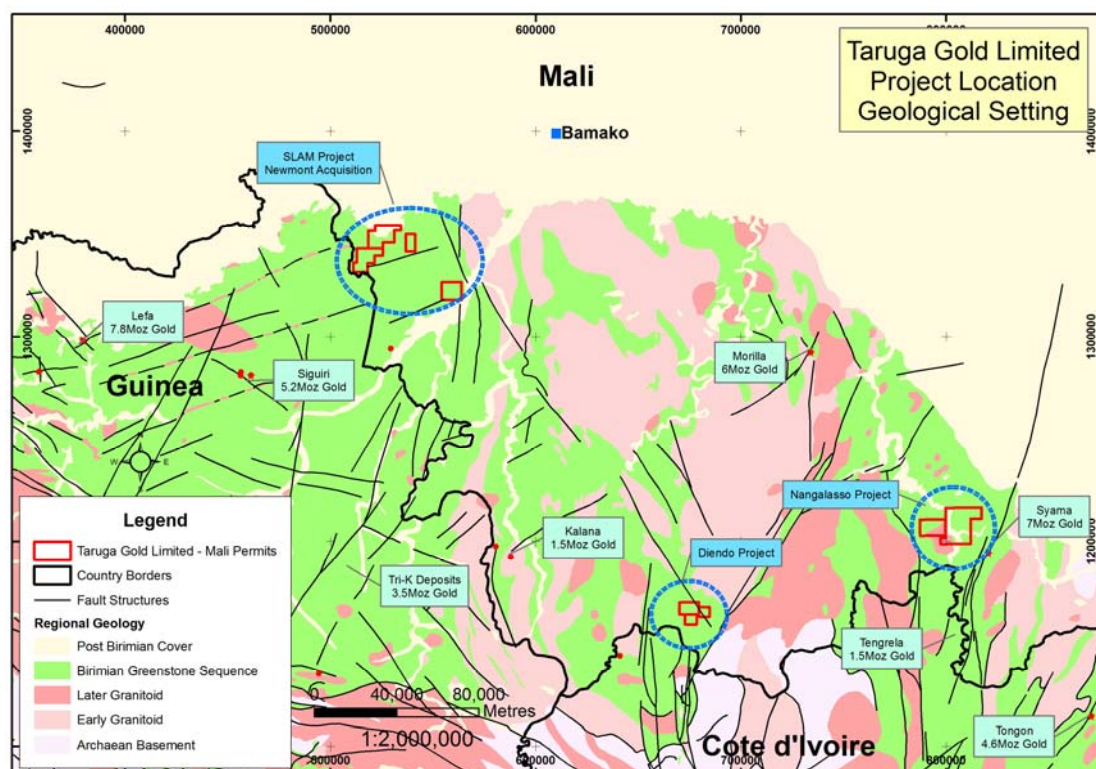 400000
500000
600000
700000
800000
Mali
Taruga Gold Limited
Project Location
Geological Setting
1400000
1400000
Bamako
SLAM Project
Newmont Acquisition
Lefa
7.8Moz Gold
1300000
1300000
Siguiri
5.2Moz Gold
Morilla
6Moz Gold
Guinea
W
E
Nangalasso Project
Syama
7Moz Gold
Kalana
1.5Moz Gold
Diendo Project
1200000
Tri-K Deposits
3.5Moz Gold
Tengrela
1.5Moz Gold
Tongon
4.6Moz Gold
Legend
Taruga Gold Limited - Mali Permits
Country Borders
Fault Structures
Regional Geology
Post Birimian Cover
Birimian Greenstone Sequence
Later Granitoid
Early Granitoid
Archaean Basement
0
40,000
80,000
Metres
1:2,000,000
Cote d'Ivoire
600000
700000
800000